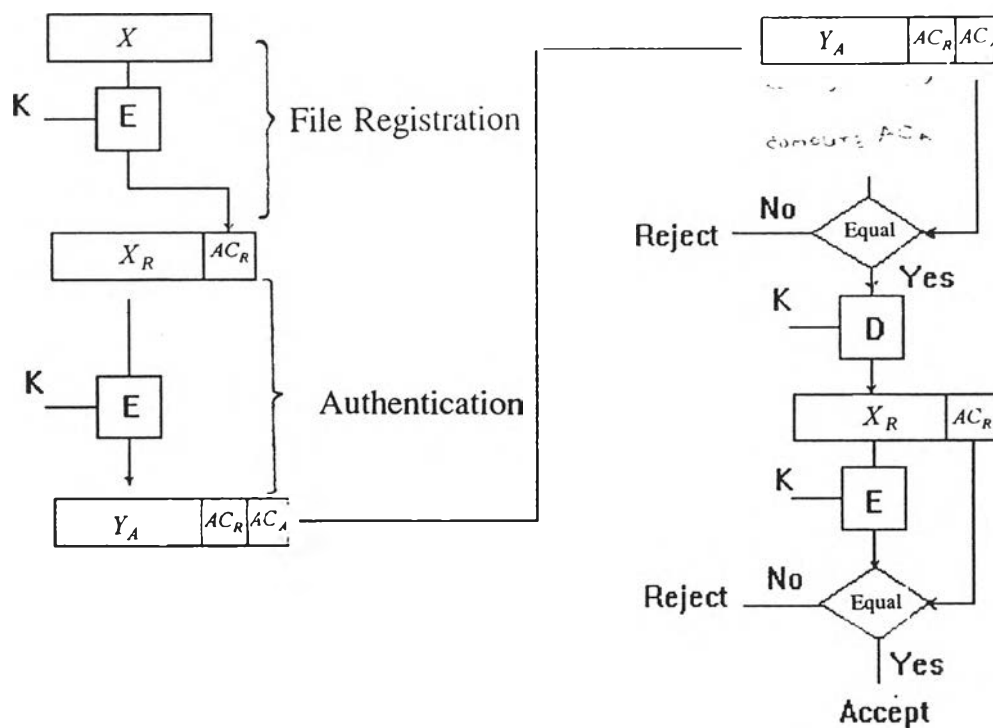 X
K
E
File Registration
X_R AC_R
K
E
Authentication
Y_A AC_R AC_A
Y_A AC_R AC
No
Reject
Equal
Yes
K
D
X_R AC_R
K
E
No
Reject
Equal
Yes
Accept